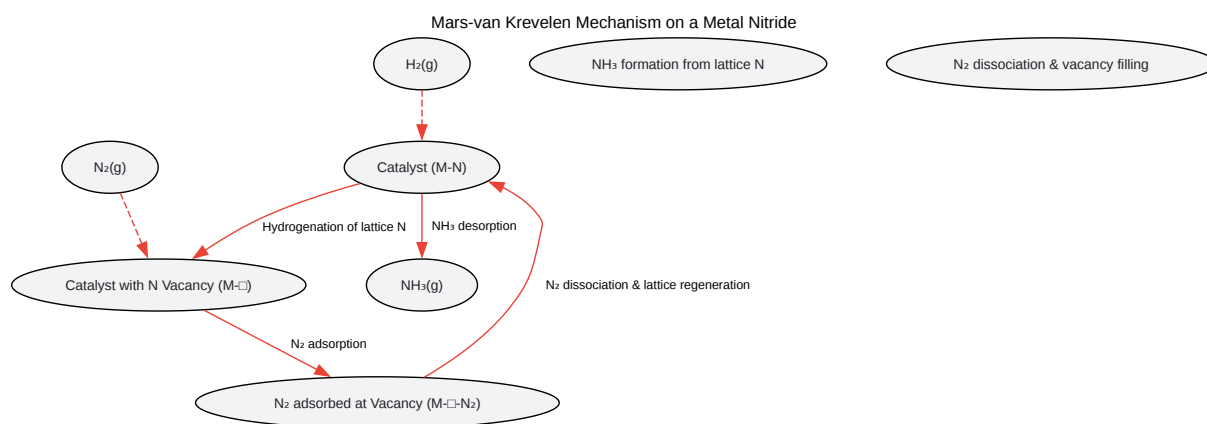 Mars-van Krevelen Mechanism on a Metal Nitride
H₂(g)
NH₃ formation from lattice N
N₂ dissociation & vacancy filling
N₂(g)
Catalyst (M-N)
Hydrogenation of lattice N
NH₃ desorption
Catalyst with N Vacancy (M-□)
NH₃(g)
N₂ dissociation & lattice regeneration
N₂ adsorption
N₂ adsorbed at Vacancy (M-□-N₂)